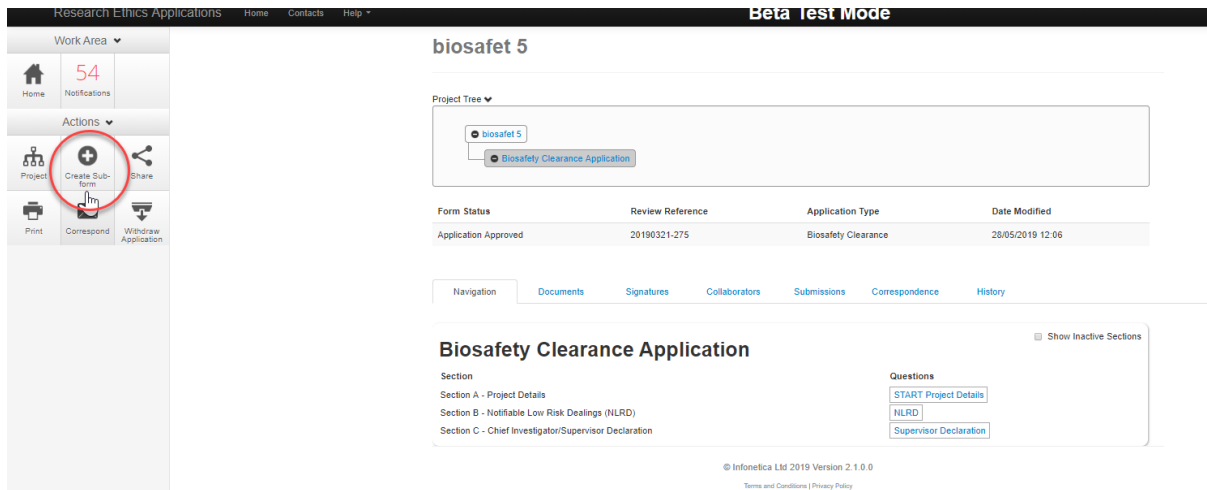 Research Ethics Applications Home Contacts Help Beta Test Mode
Work Area
54
Home Notifications
Actions
Project Create Sub-form Share
Print Correspond Withdraw Application
biosafet 5
Project Tree
biosafet 5
Biosafety Clearance Application
Form Status Review Reference Application Type Date Modified
Application Approved 20190321-275 Biosafety Clearance 28/05/2019 12:06
Navigation Documents Signatures Collaborators Submissions Correspondence History
Show Inactive Sections
Biosafety Clearance Application
Section Questions
Section A - Project Details START Project Details
Section B - Notifiable Low Risk Dealings (NLRD) NLRD
Section C - Chief Investigator/Supervisor Declaration Supervisor Declaration
© Infonetica Ltd 2019 Version 2.1.0.0
Terms and Conditions | Privacy Policy